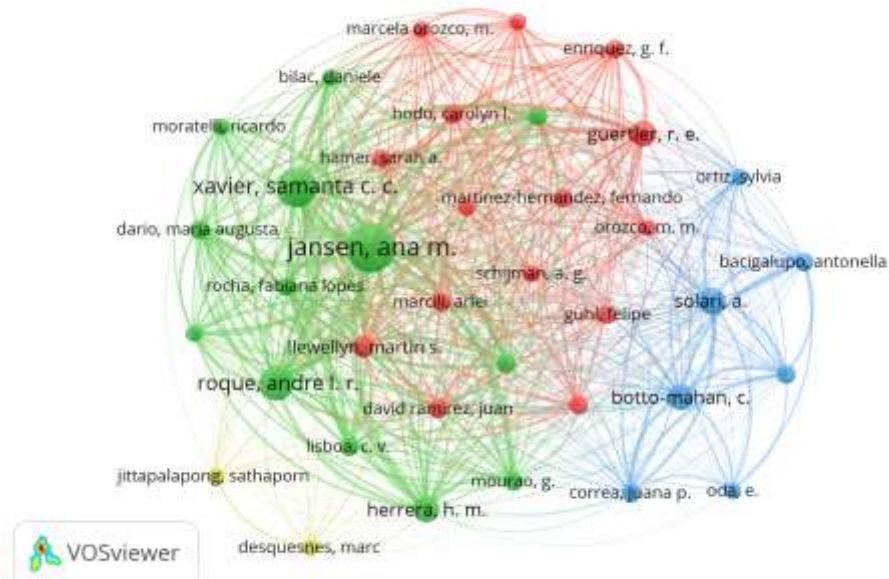 marcela orozco, m.
enriquez, g. f.
bilac, daniele
bodo, carolyn l.
moratelli, ricardo
guertler, r. e.
hamer, sarah a.
ortiz, sylvia
xavier, samanta c. c.
martinez-hernandez, fernando
dario, maria augusta
orozco, m. m.
jansen, ana m.
bacigalupo, antonella
schijman, a. g.
rocha, fabiana lopes
marcili, arlei
solari, a.
guhl, felipe
llewellyn, martin s.
roque, andre l. r.
botto-mahan, c.
david ramirez, juan
lisboa, c. v.
jittapalapong, sathaporn
mourao, g.
correa, juana p.
oda, e.
herrera, h. m.
desquesnes, marc
VOSviewer